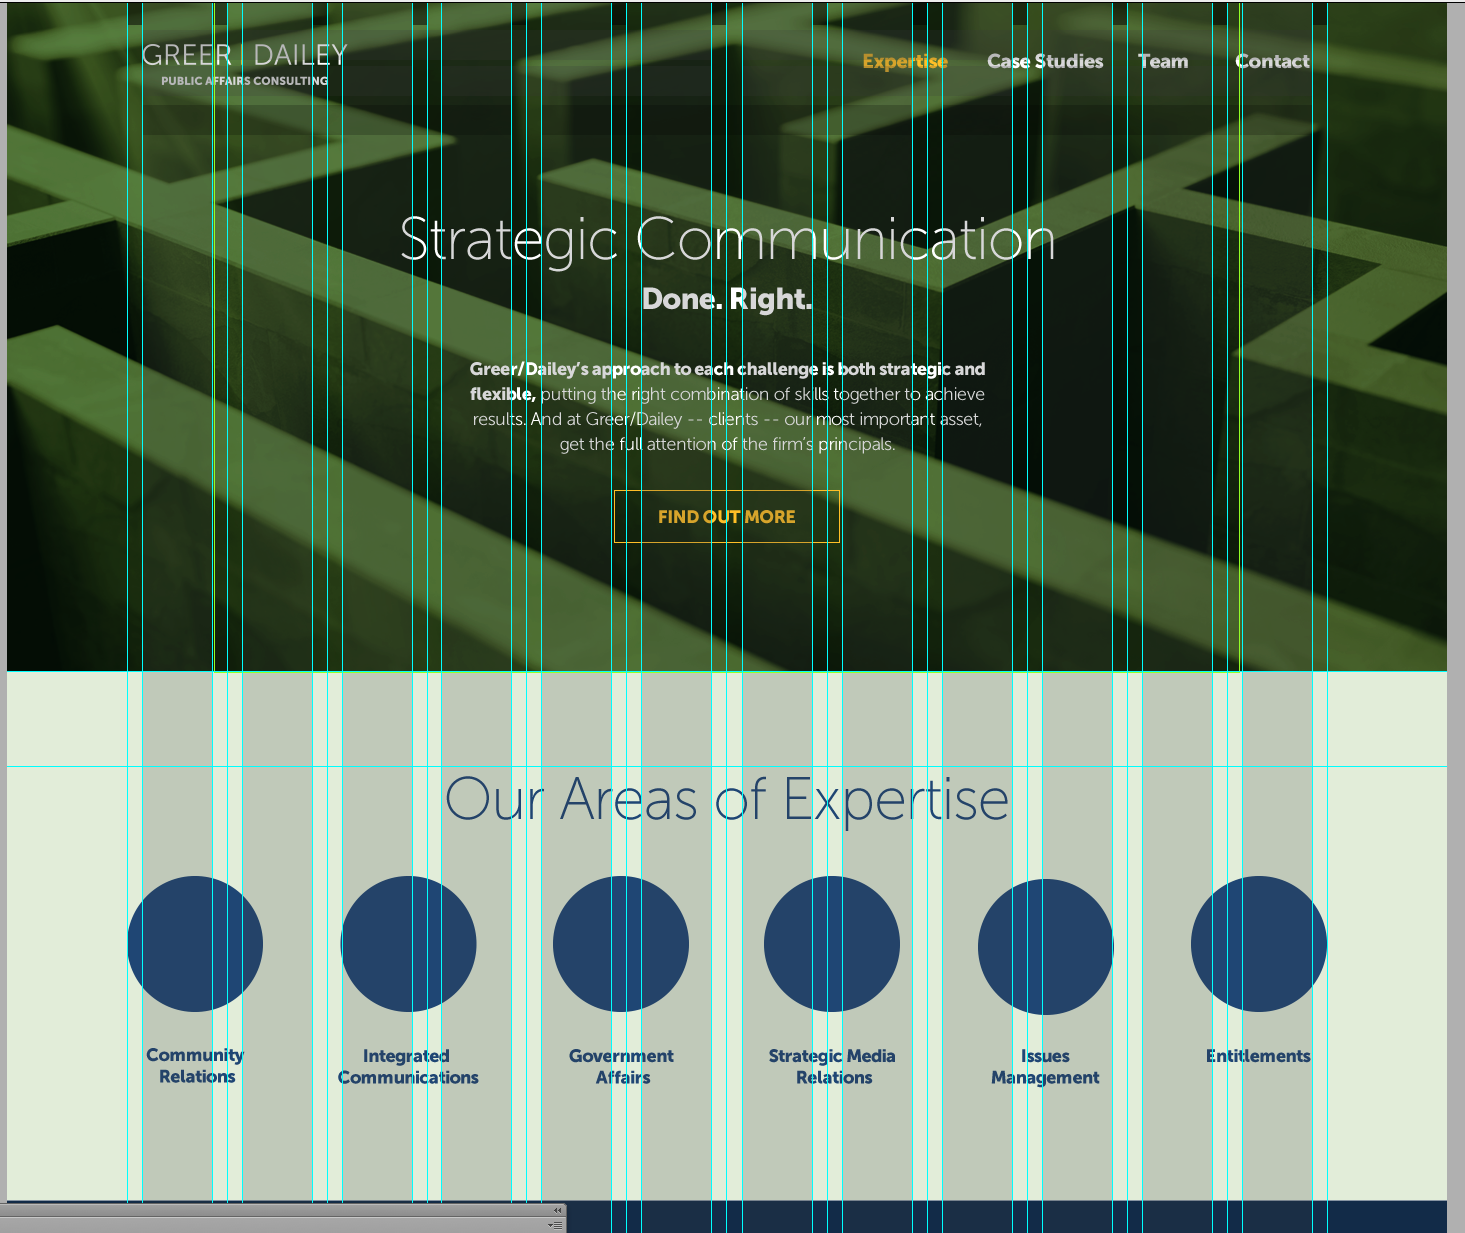 GREER | DAILEY
PUBLIC AFFAIRS CONSULTING
Expertise Case Studies Team Contact
Strategic Communication
Done. Right.
Greer/Dailey’s approach to each challenge is both strategic and
flexible, putting the right combination of skills together to achieve
results. And at Greer/Dailey -- clients -- our most important asset,
get the full attention of the firm’s principals.
FIND OUT MORE
Our Areas of Expertise
Community
Relations
Integrated
Communications
Government
Affairs
Strategic Media
Relations
Issues
Management
Entitlements